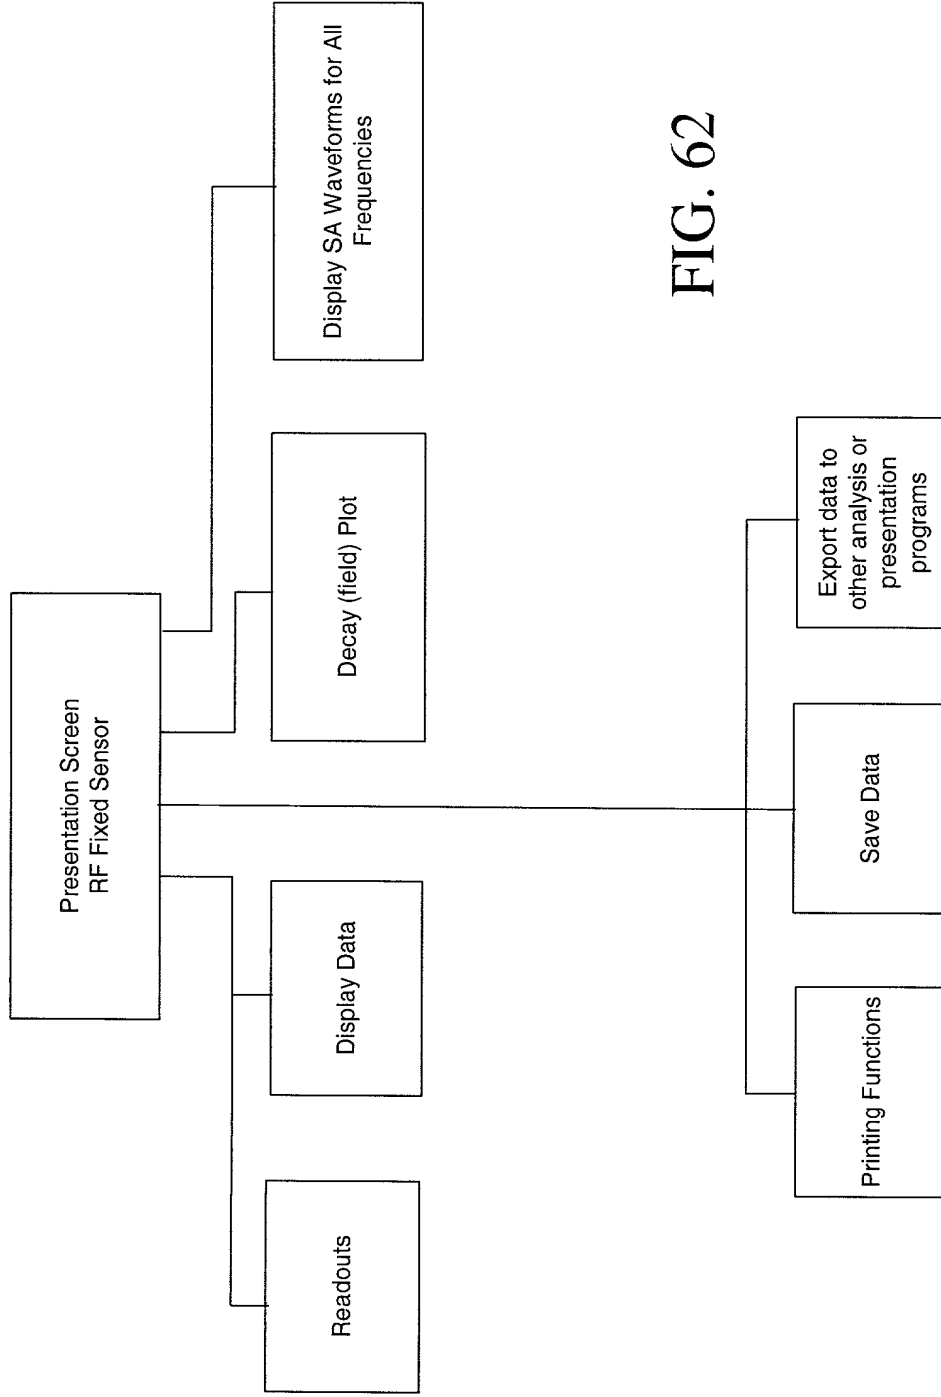 Presentation Screen
RF Fixed Sensor
Readouts
Display Data
Decay (field) Plot
Display SA Waveforms for All
Frequencies
Printing Functions
Save Data
Export data to
other analysis or
presentation
programs
FIG. 62